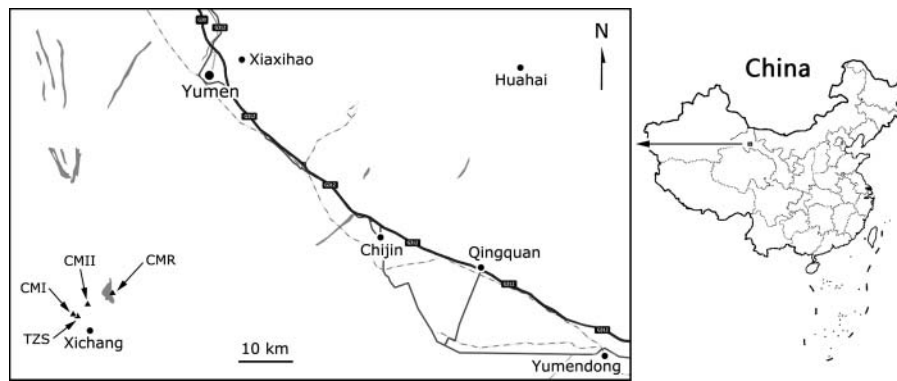 N
China
Xiaxihao
Huahai
Yumen
Chijin
Qingquan
CMII
CMR
CMI
TZS
Xichang
10 km
Yumendong